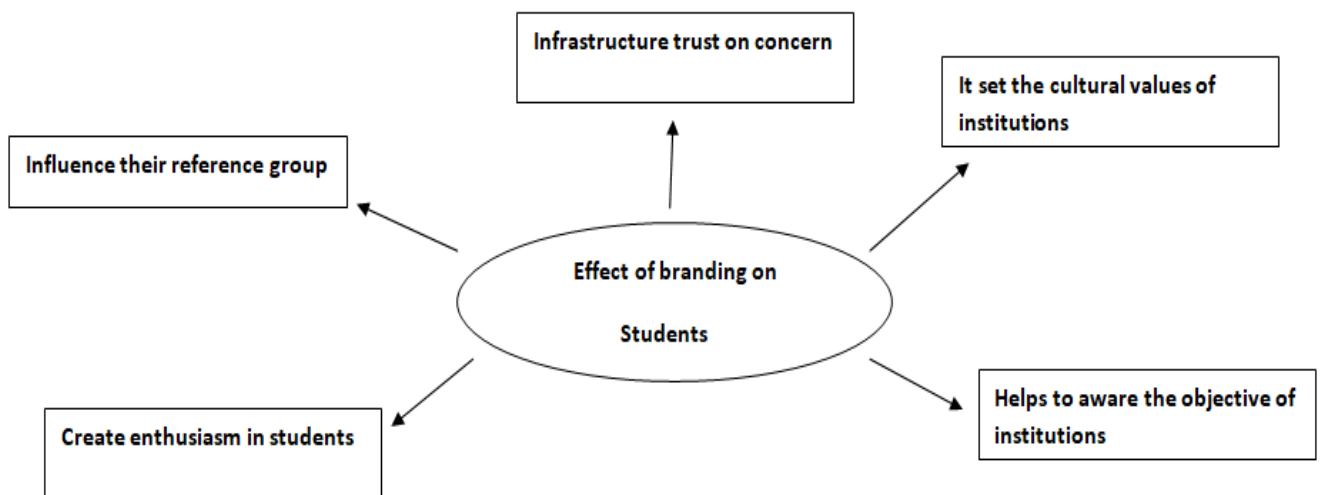 Infrastructure trust on concern
It set the cultural values of
institutions
Influence their reference group
Effect of branding on
Students
Create enthusiasm in students
Helps to aware the objective of
institutions